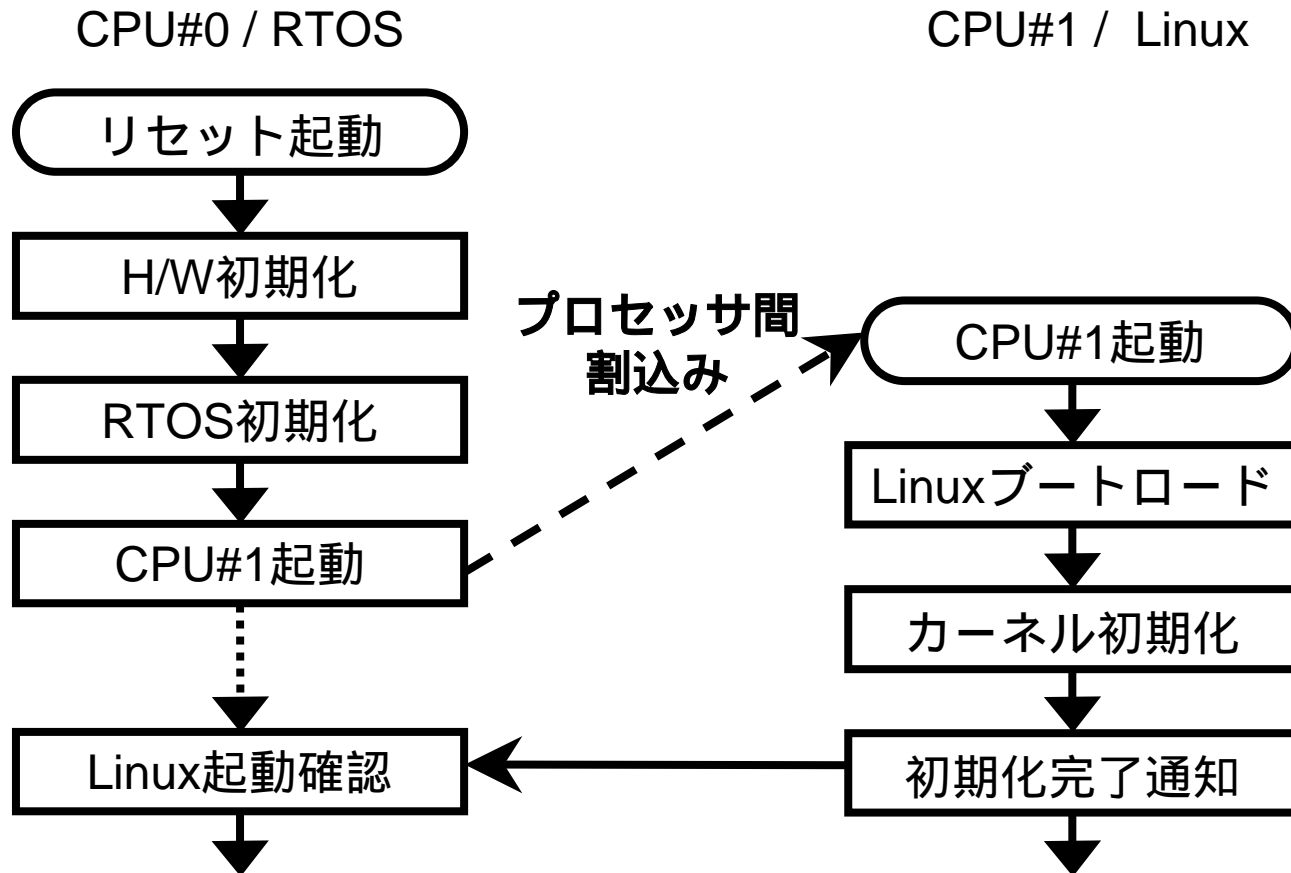 CPU#0 / RTOS
CPU#1 / Linux
リセット起動
H/W初期化
RTOS初期化
CPU#1起動
Linux起動確認
プロセッサ間
割込み
CPU#1起動
Linuxブートロード
カーネル初期化
初期化完了通知